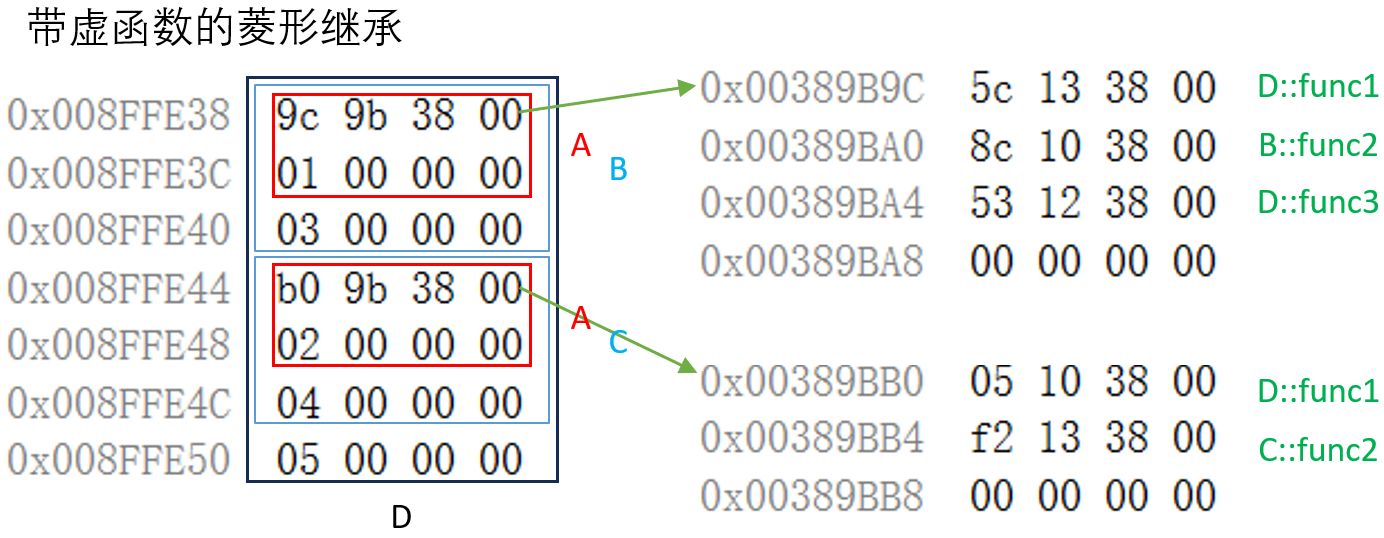 带虚函数的菱形继承
0x008FFE38 9c 9b 38 00
0x008FFE3C 01 00 00 00
0x008FFE40 03 00 00 00
0x008FFE44 b0 9b 38 00
0x008FFE48 02 00 00 00
0x008FFE4C 04 00 00 00
0x008FFE50 05 00 00 00
A
B
A
C
D
0x00389B9C 5c 13 38 00 D::func1
0x00389BA0 8c 10 38 00 B::func2
0x00389BA4 53 12 38 00 D::func3
0x00389BA8 00 00 00 00
0x00389BB0 05 10 38 00 D::func1
0x00389BB4 f2 13 38 00 C::func2
0x00389BB8 00 00 00 00